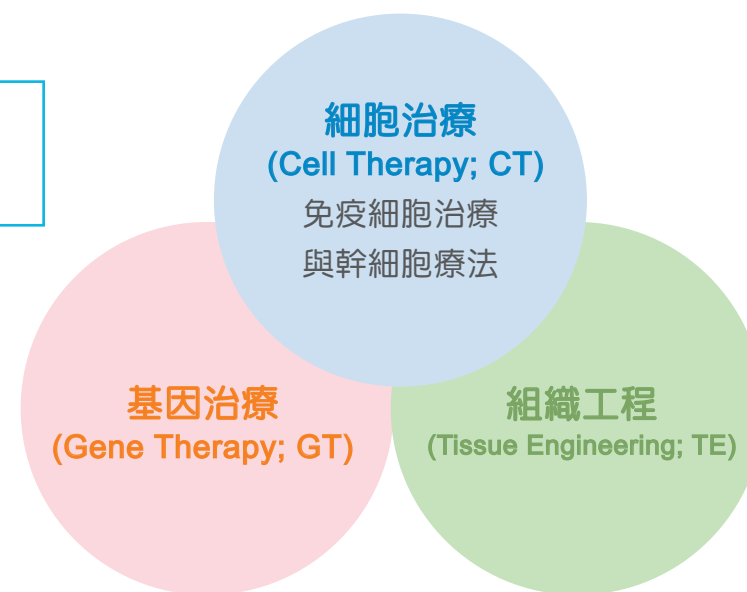 細胞治療
(Cell Therapy; CT)
免疫細胞治療
與幹細胞療法
基因治療
(Gene Therapy; GT)
組織工程
(Tissue Engineering; TE)